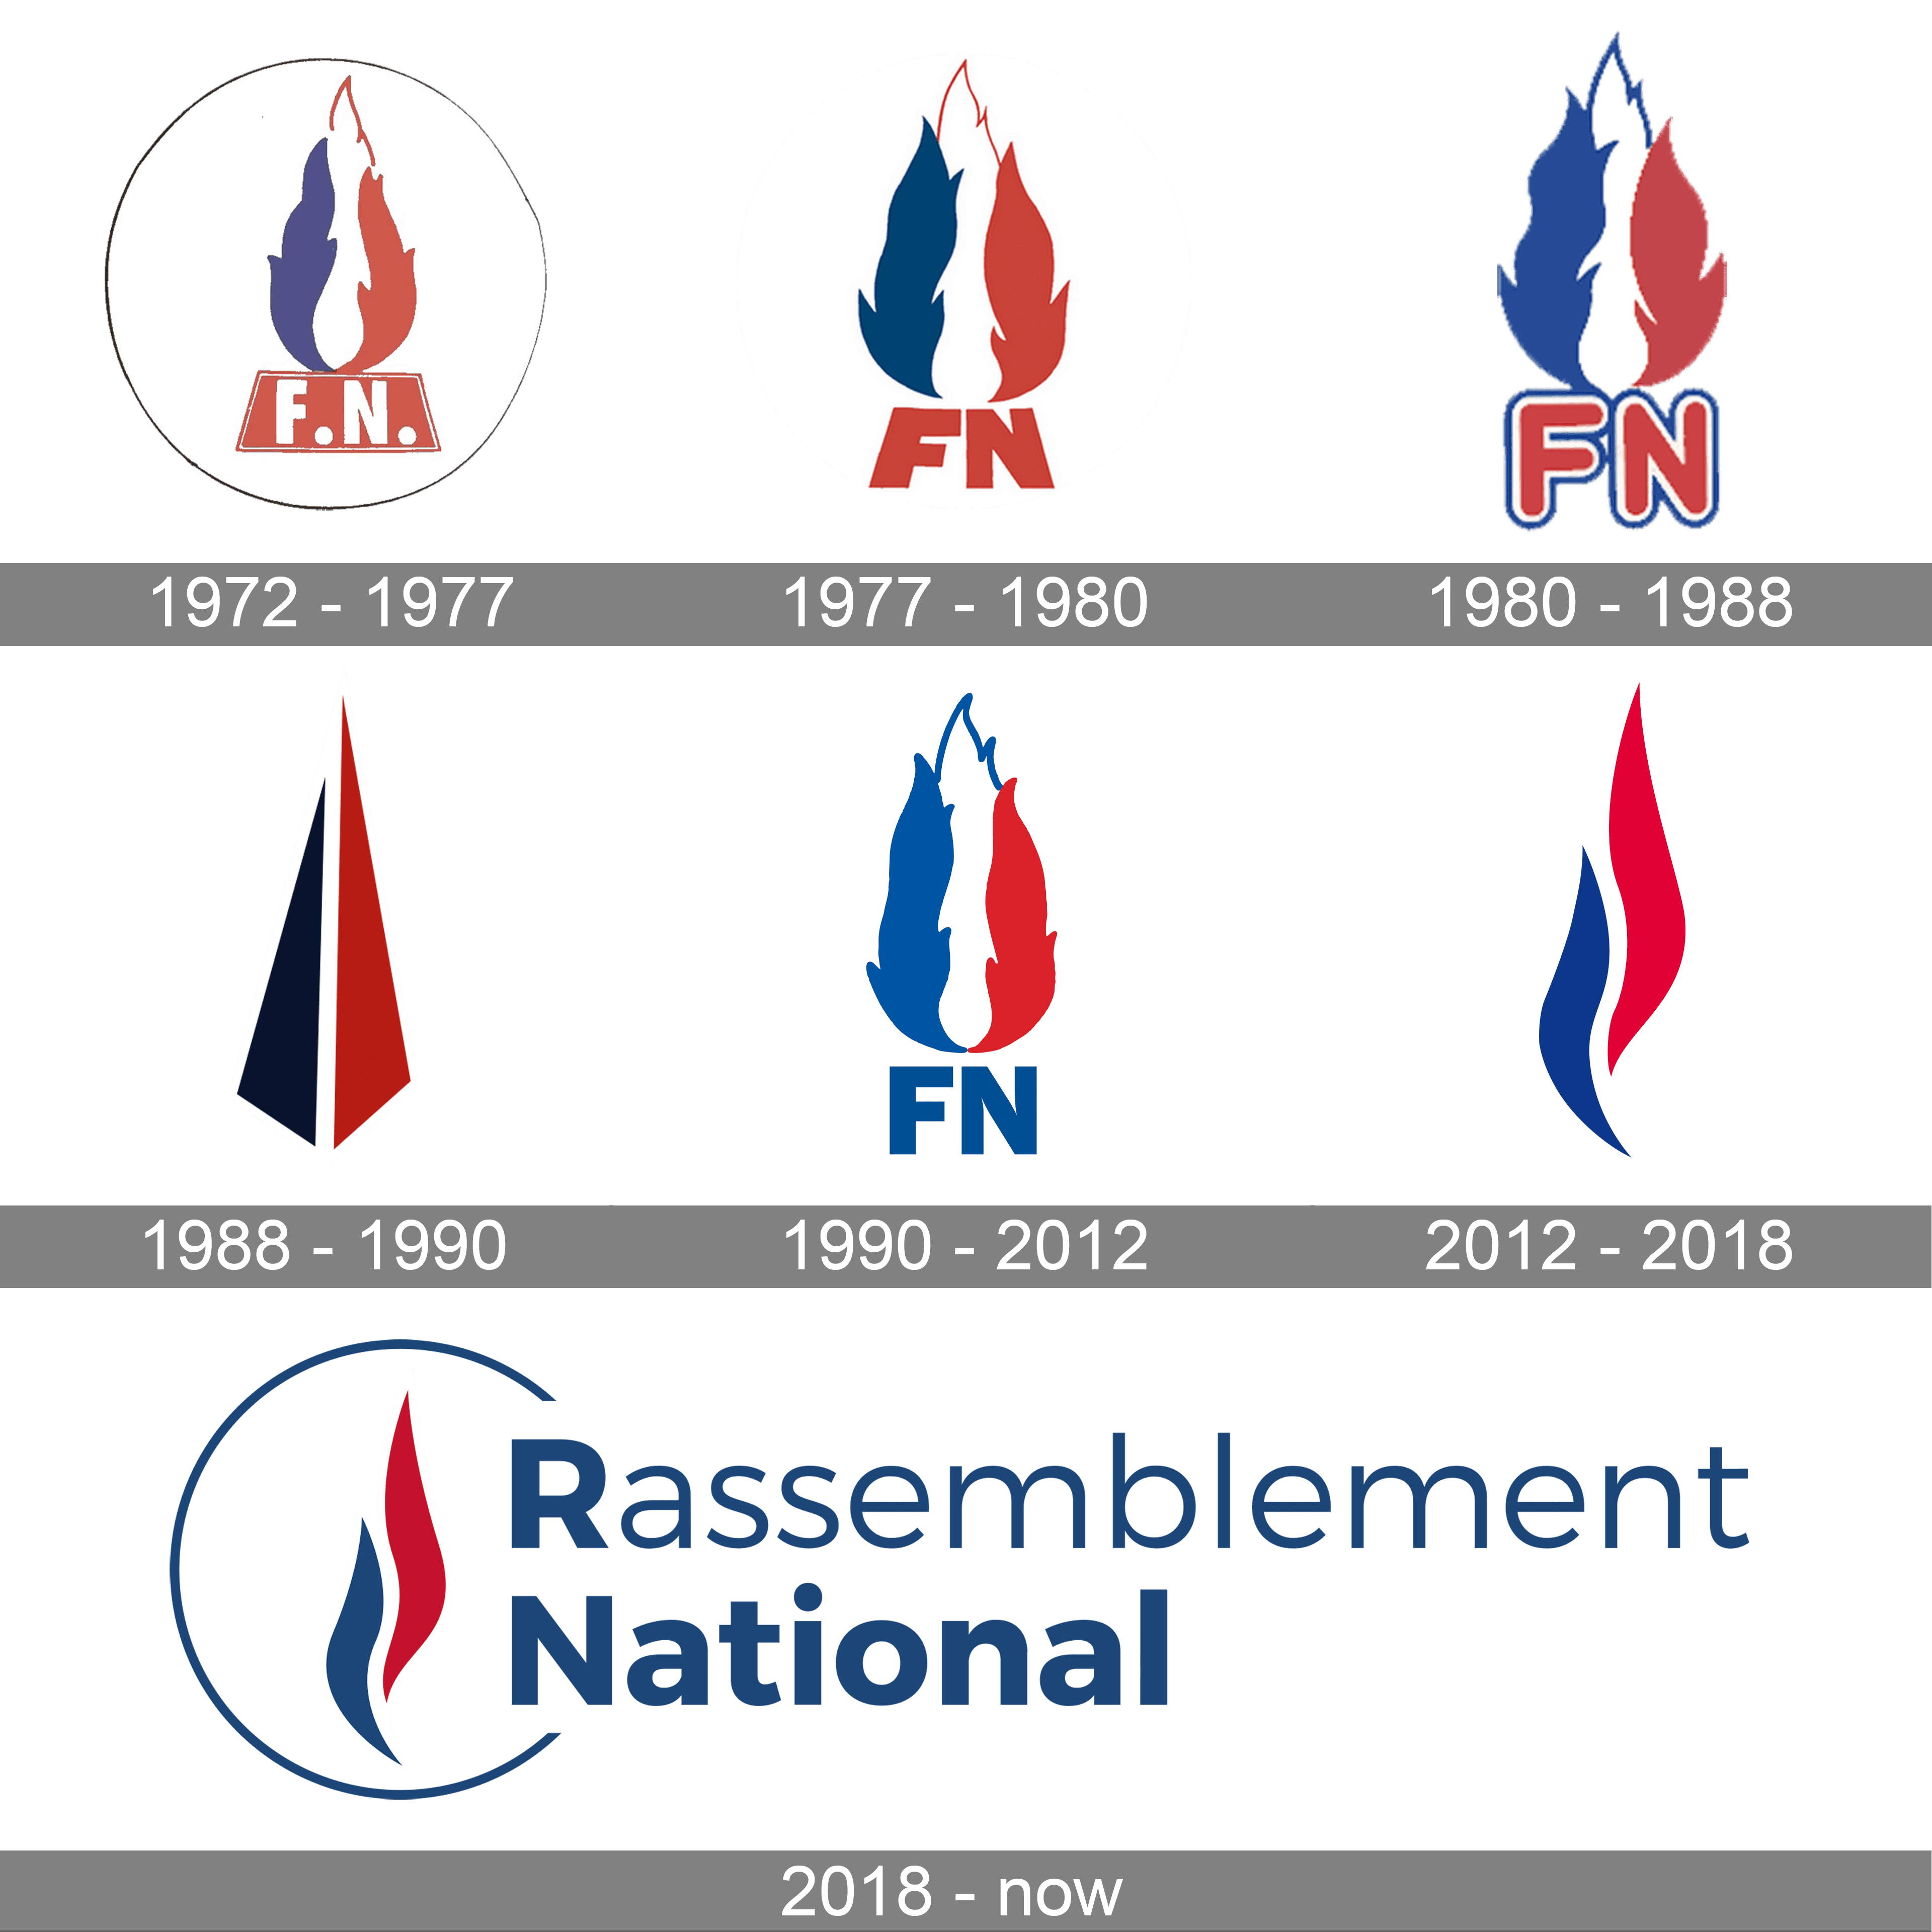 F.N.
FN
FN
1972 - 1977
1977 - 1980
1980 - 1988
FN
1988 - 1990
1990 - 2012
2012 - 2018
Rassemblement
National
2018 - now